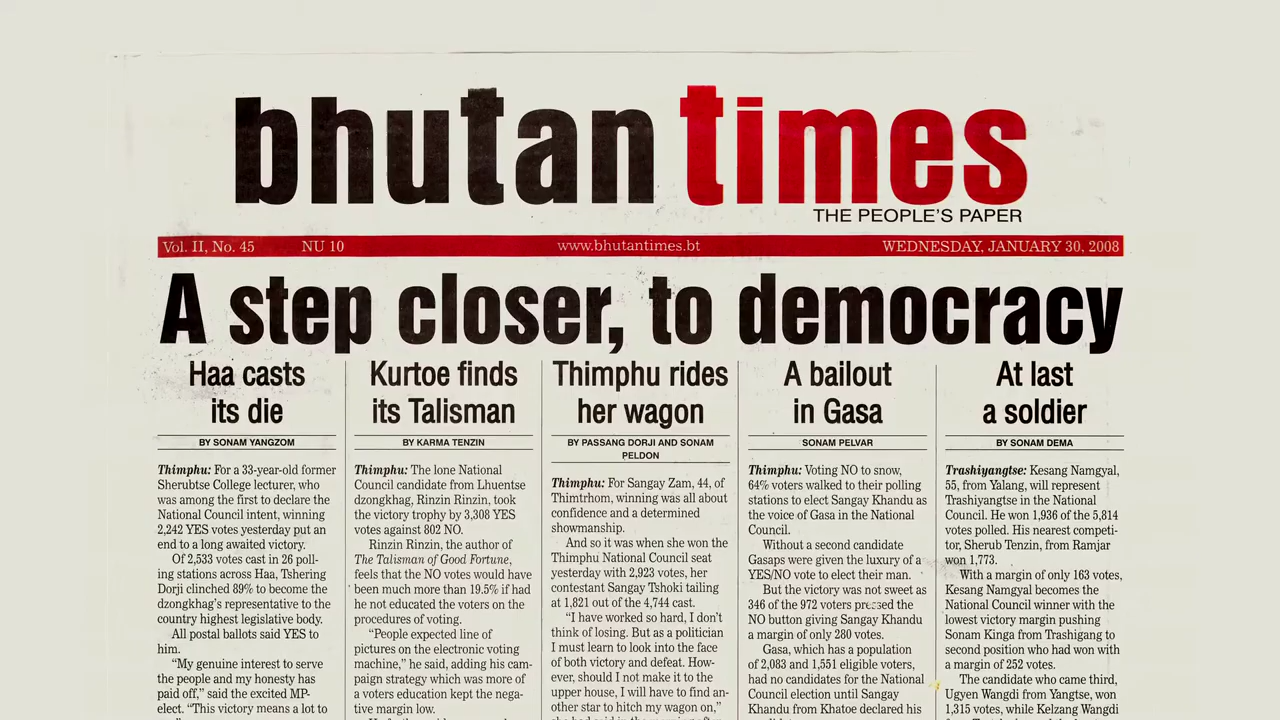 bhutan times
THE PEOPLE'S PAPER
Vol. II, No. 45 NU 10 www.bhutantimes.bt WEDNESDAY, JANUARY 30, 2008
A step closer, to democracy
Haa casts
its die
BY SONAM YANGZOM
Thimphu: For a 33-year-old former
Sherubtse College lecturer, who
was among the first to declare the
National Council intent, winning
2,242 YES votes yesterday put an
end to a long awaited victory.
Of 2,533 votes cast in 26 poll-
ing stations across Haa, Tshering
Dorji clinched 89% to become the
dzongkhag's representative to the
country highest legislative body.
All postal ballots said YES to
him.
"My genuine interest to serve
the people and my honesty has
paid off," said the excited MP-
elect. "This victory means a lot to
Kurtoe finds
its Talisman
BY KARMA TENZIN
Thimphu: The lone National
Council candidate from Lhuentse
dzongkhag, Rinzin Rinzin, took
the victory trophy by 3,308 YES
votes against 802 NO.
Rinzin Rinzin, the author of
The Talisman of Good Fortune,
feels that the NO votes would have
been much more than 19.5% if had
he not educated the voters on the
procedures of voting.
"People expected line of
pictures on the electronic voting
machine," he said, adding his cam-
paign strategy which was more of
a voters education kept the nega-
tive margin low.
Thimphu rides
her wagon
BY PASSANG DORJI AND SONAM
PELDON
Thimphu: For Sangay Zam, 44, of
Thimtrhom, winning was all about
confidence and a determined
showmanship.
And so it was when she won the
Thimphu National Council seat
yesterday with 2,923 votes, her
contestant Sangay Tshoki tailing
at 1,821 out of the 4,744 cast.
"I have worked so hard, I don't
think of losing. But as a politician
I must learn to look into the face
of both victory and defeat. How-
ever, should I not make it to the
upper house, I will have to find an-
other star to hitch my wagon on,"
A bailout
in Gasa
SONAM PELVAR
Thimphu: Voting NO to snow,
64% voters walked to their polling
stations to elect Sangay Khandu as
the voice of Gasa in the National
Council.
Without a second candidate
Gasaps were given the luxury of a
YES/NO vote to elect their man.
But the victory was not sweet as
346 of the 972 voters pressed the
NO button giving Sangay Khandu
a margin of only 280 votes.
Gasa, which has a population
of 2,083 and 1,551 eligible voters,
had no candidates for the National
Council election until Sangay
Khandu from Khatoe declared his
At last
a soldier
BY SONAM DEMA
Trashiyangtse: Kesang Namgyal,
55, from Yalang, will represent
Trashiyangtse in the National
Council. He won 1,936 of the 5,814
votes polled. His nearest competi-
tor, Sherub Tenzin, from Ramjar
won 1,773.
With a margin of only 163 votes,
Kesang Namgyal becomes the
National Council winner with the
lowest victory margin pushing
Sonam Kinga from Trashigang to
second position who had won with
a margin of 252 votes.
The candidate who came third,
Ugyen Wangdi from Yangtse, won
1,315 votes, while Kelzang Wangdi